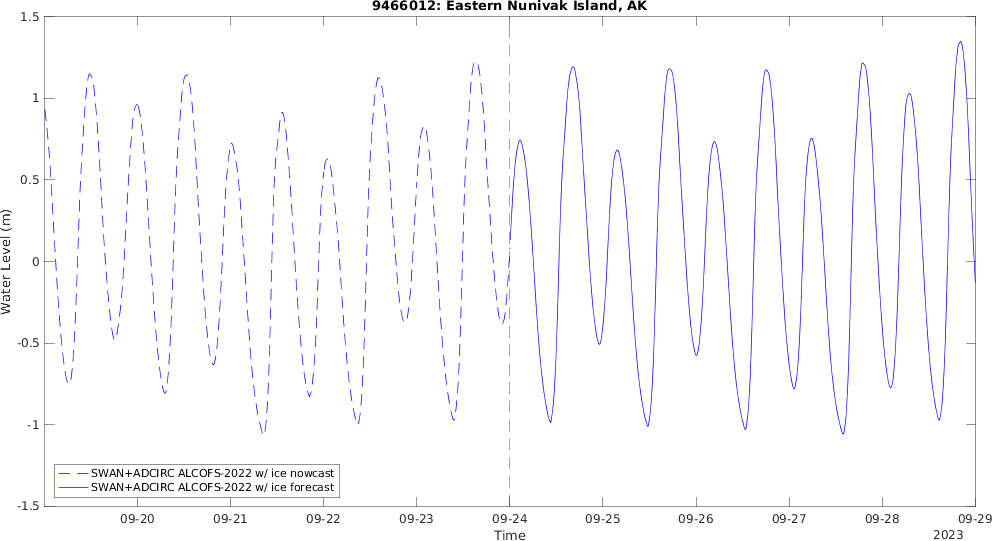 9466012: Eastern Nunivak Island, AK
1.5
1
0.5
0
-0.5
-1
-1.5
Water Level (m)
SWAN+ADCIRC ALCOFS-2022 w/ ice nowcast
SWAN+ADCIRC ALCOFS-2022 w/ ice forecast
09-20 09-21 09-22 09-23 09-24 09-25 09-26 09-27 09-28 09-29
Time
2023